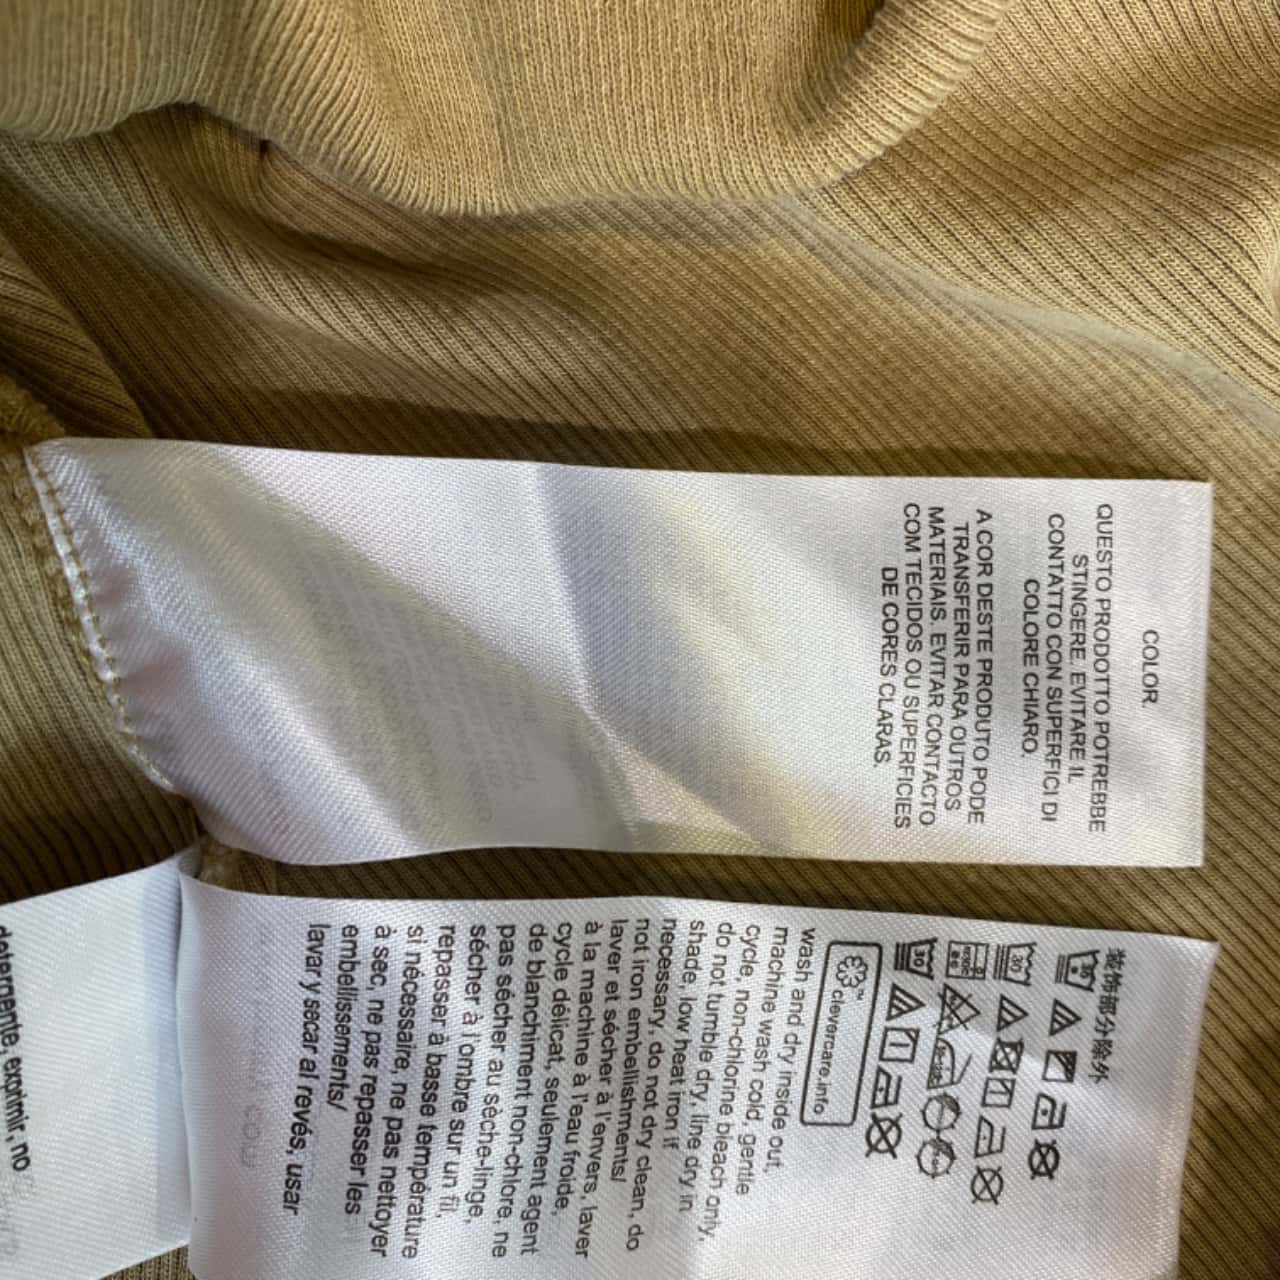 COLOR.
QUESTO PRODOTTO POTREBBE
STINGERE. EVITARE IL
CONTATTO CON SUPERFICI DI
COLORE CHIARO.
A COR DESTE PRODUTO PODE
TRANSFERIR PARA OUTROS
MATERIAIS. EVITAR CONTACTO
COM TECIDOS OU SUPERFICIES
DE CORES CLARAS.
装饰部分除外
30
30
30
clevercare.info
wash and dry inside out,
machine wash cold, gentle
cycle, non-chlorine bleach only,
do not tumble dry, line dry in
shade, low heat iron if
necessary, do not dry clean, do
not iron embellishments/
laver et sécher à l'envers, laver
à la machine à l'eau froide,
cycle délicat, seulement agent
de blanchiment non-chlore, ne
pas sécher au sèche-linge,
sécher à l'ombre sur un fil,
repasser à basse température
si nécessaire, ne pas nettoyer
à sec, ne pas repasser les
embellissements/
lavar y secar al revés, usar
detergente, exprimir, no